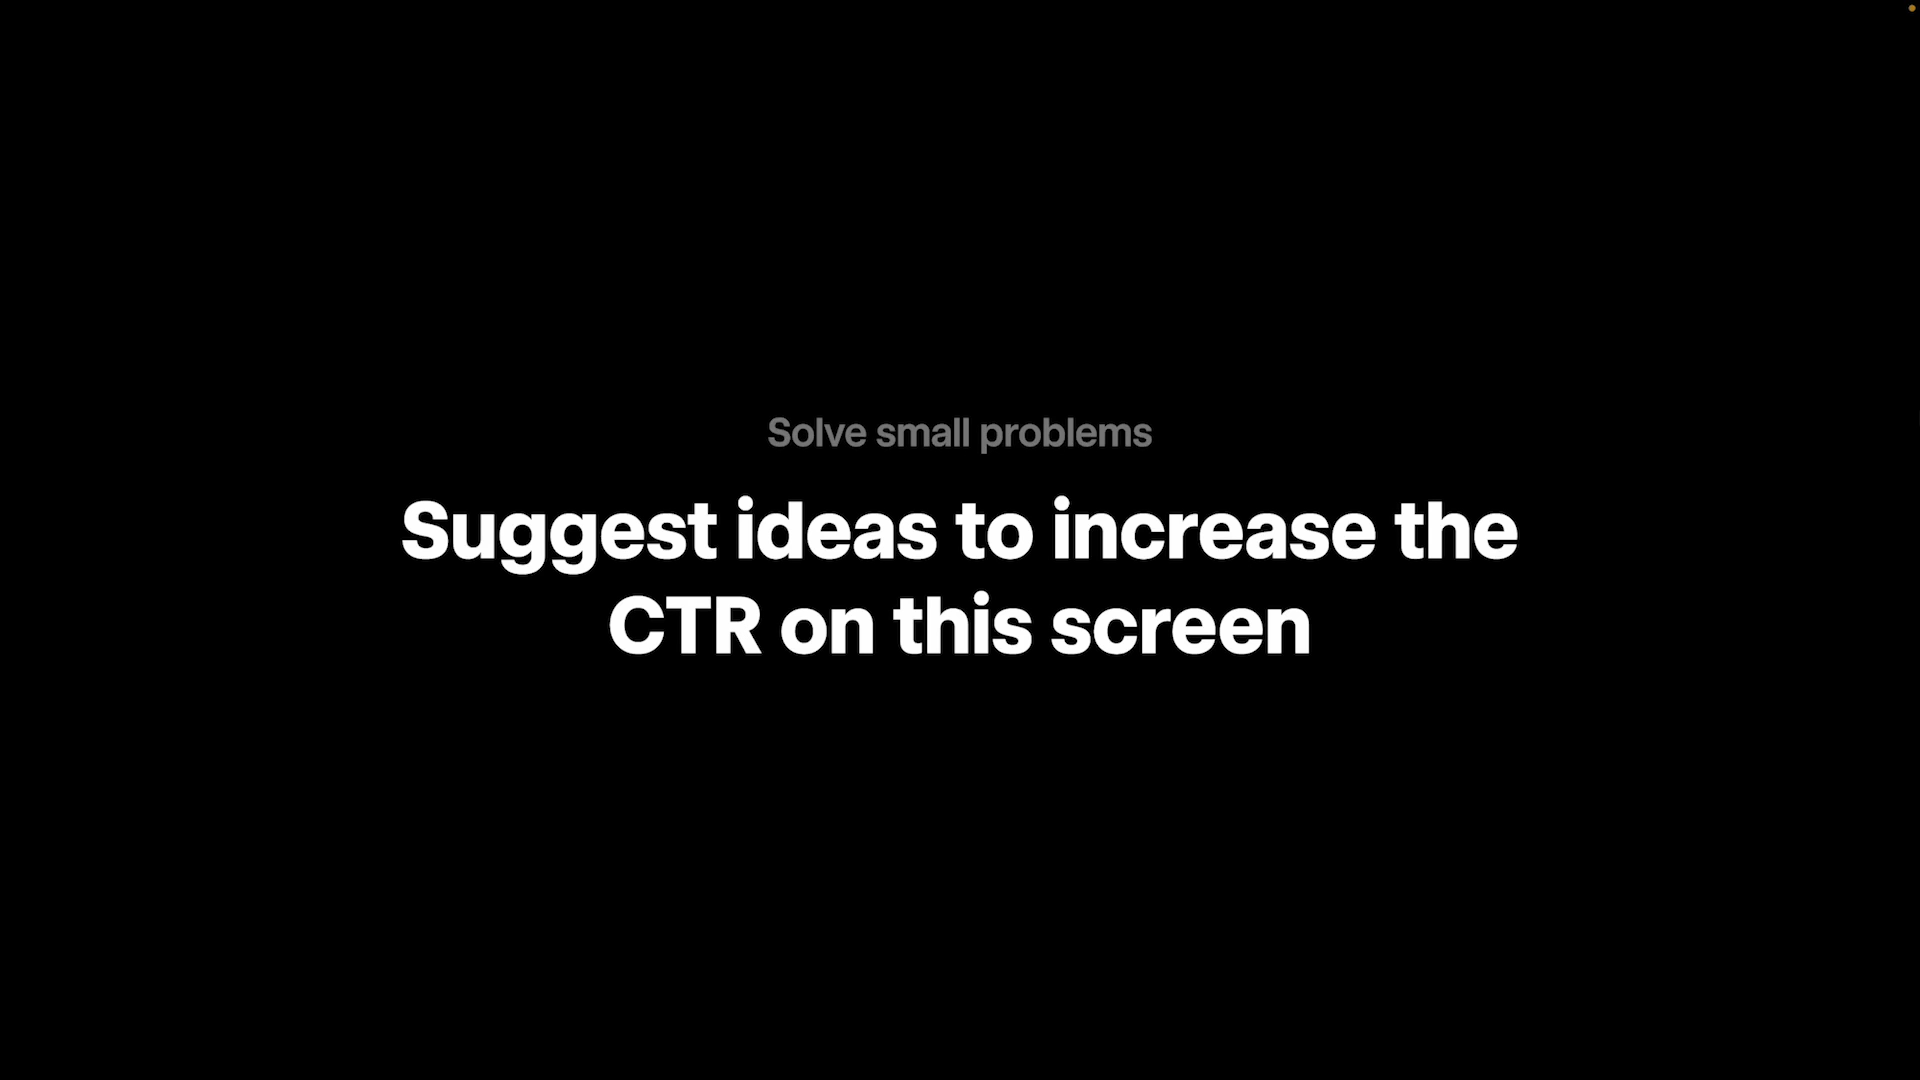 Solve small problems
Suggest ideas to increase the
CTR on this screen